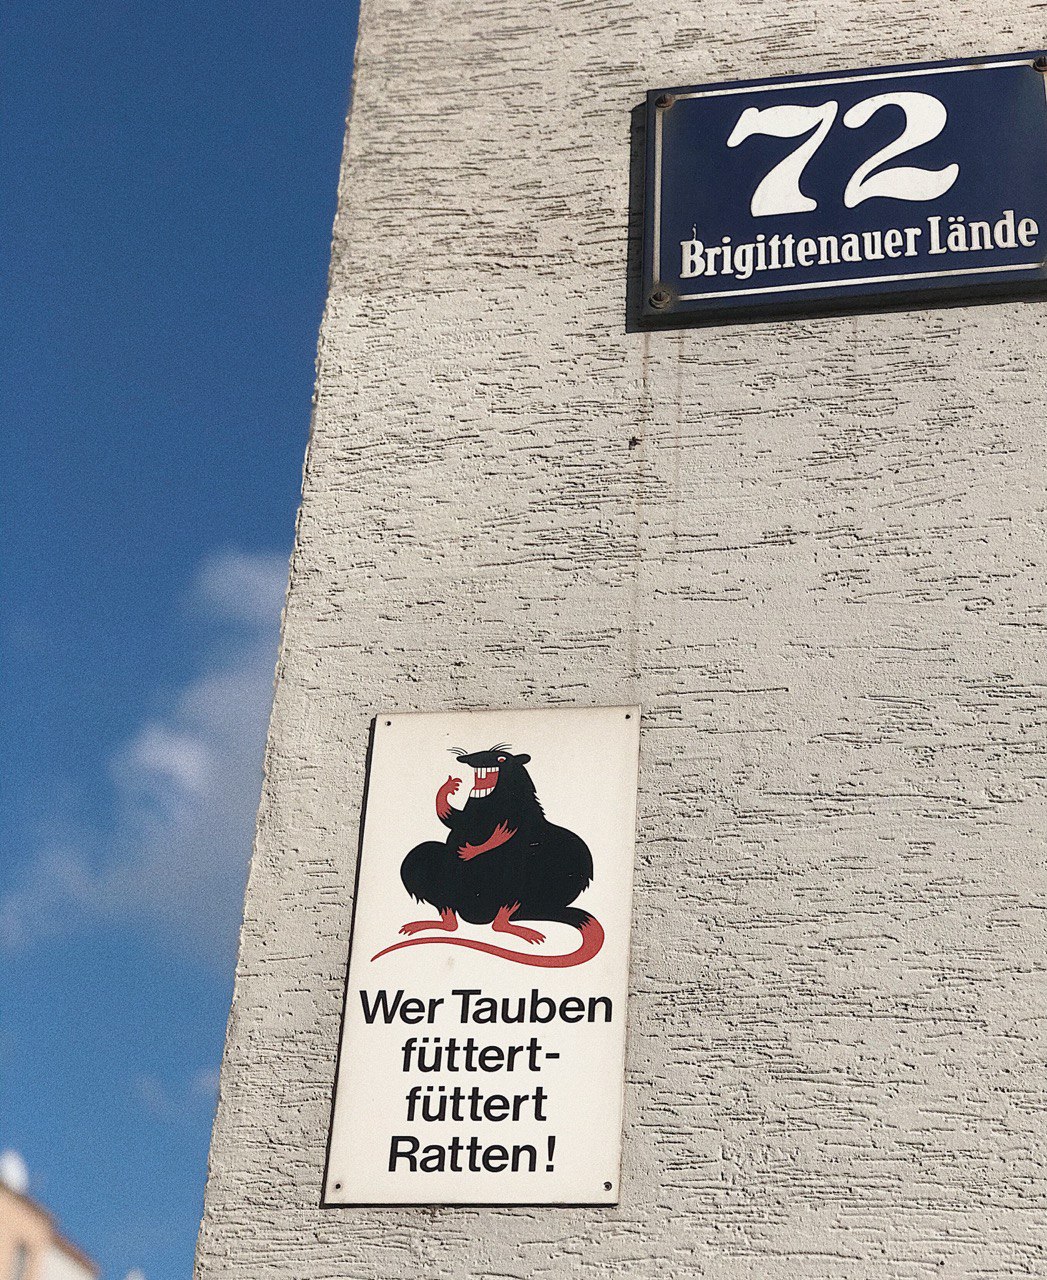 72
Brigittenauer Lände
Wer Tauben
füttert-
füttert
Ratten!